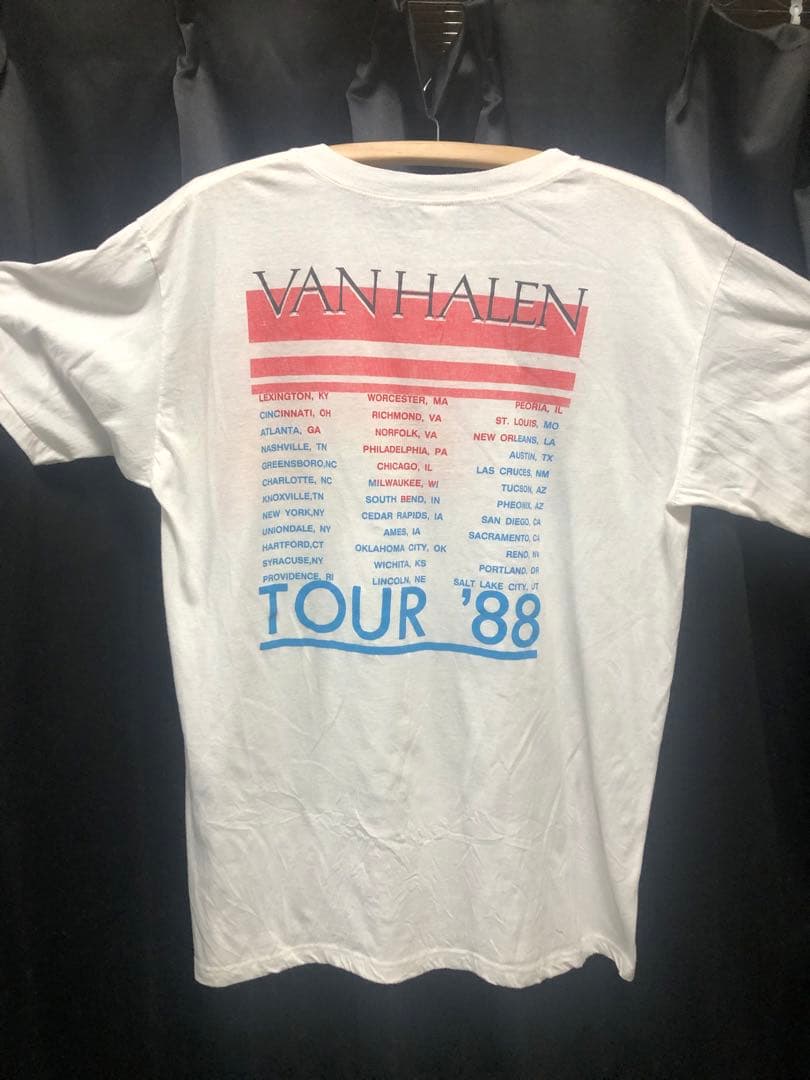 VAN HALEN
LEXINGTON, KY
CINCINNATI, OH
ATLANTA, GA
NASHVILLE, TN
GREENSBORO,NC
CHARLOTTE, NC
KNOXVILLE,TN
NEW YORK,NY
UNIONDALE, NY
HARTFORD,CT
SYRACUSE,NY
PROVIDENCE, RI
WORCESTER, MA
RICHMOND, VA
NORFOLK, VA
PHILADELPHIA, PA
CHICAGO, IL
MILWAUKEE, WI
SOUTH BEND, IN
CEDAR RAPIDS, IA
AMES, IA
OKLAHOMA CITY, OK
WICHITA, KS
LINCOLN, NE
PEORIA, IL
ST. LOUIS, MO
NEW ORLEANS, LA
AUSTIN, TX
LAS CRUCES, NM
TUCSON, AZ
PHEONIX, AZ
SAN DIEGO, CA
SACRAMENTO, CA
RENO, NV
PORTLAND, OR
SALT LAKE CITY, UT
TOUR '88